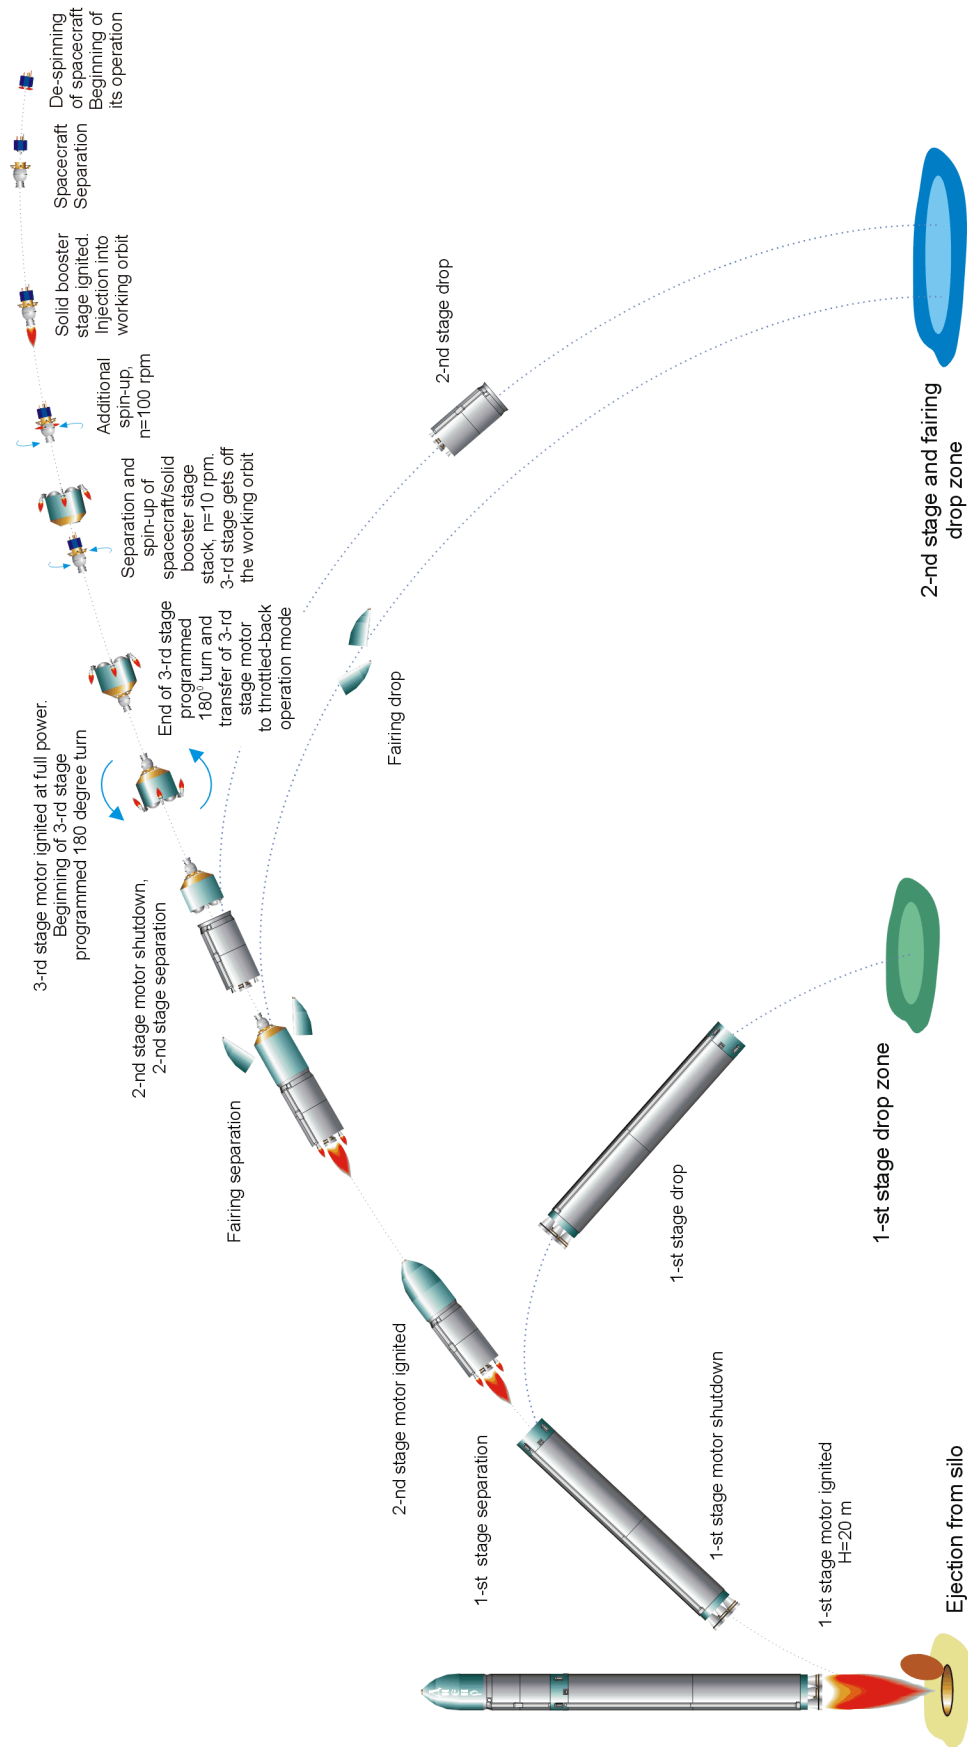 Ejection from silo
1-st stage motor ignited
H=20 m
1-st stage motor shutdown
1-st  stage separation
2-nd stage motor ignited
1-st stage drop
1-st stage drop zone
Fairing separation
2-nd stage motor shutdown,
2-nd stage separation
3-rd stage motor ignited at full power.
Beginning of 3-rd stage
programmed 180 degree turn
Fairing drop
End of 3-rd stage
programmed
180⁰ turn and
transfer of 3-rd
stage motor
to throttled-back
operation mode
Separation and
spin-up of
spacecraft/solid
booster stage
stack, n=10 rpm.
3-rd stage gets off
the working orbit
2-nd stage drop
2-nd stage and fairing
drop zone
Additional
spin-up,
n=100 rpm
Solid booster
stage ignited.
Injection into
working orbit
Spacecraft
Separation
De-spinning
of spacecraft
Beginning of
its operation